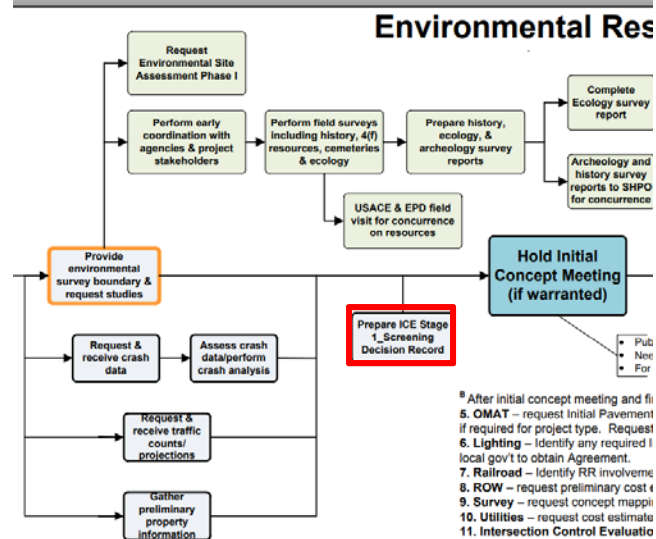 Environmental Res
Request
Environmental Site
Assessment Phase I
Perform early
coordination with
agencies & project
stakeholders
Perform field surveys
including history, 4(f)
resources, cemeteries
& ecology
Prepare history,
ecology, &
archeology survey
reports
Complete
Ecology survey
report
Archeology and
history survey
reports to SHPO
for concurrence
USACE & EPD field
visit for concurrence
on resources
Provide
environmental
survey boundary &
request studies
Hold Initial
Concept Meeting
(if warranted)
Prepare ICE Stage
1_Screening
Decision Record
Request &
receive crash
data
Assess crash
data/perform
crash analysis
• Pub
• Nee
• For
Request &
receive traffic
counts/
projections
Gather
preliminary
property
information
B After initial concept meeting and fi
5. OMAT – request Initial Pavement
if required for project type. Request
6. Lighting – Identify any required li
local gov't to obtain Agreement.
7. Railroad – Identify RR involveme
8. ROW – request preliminary cost e
9. Survey – request concept mappi
10. Utilities – request cost estimate
11. Intersection Control Evaluatio